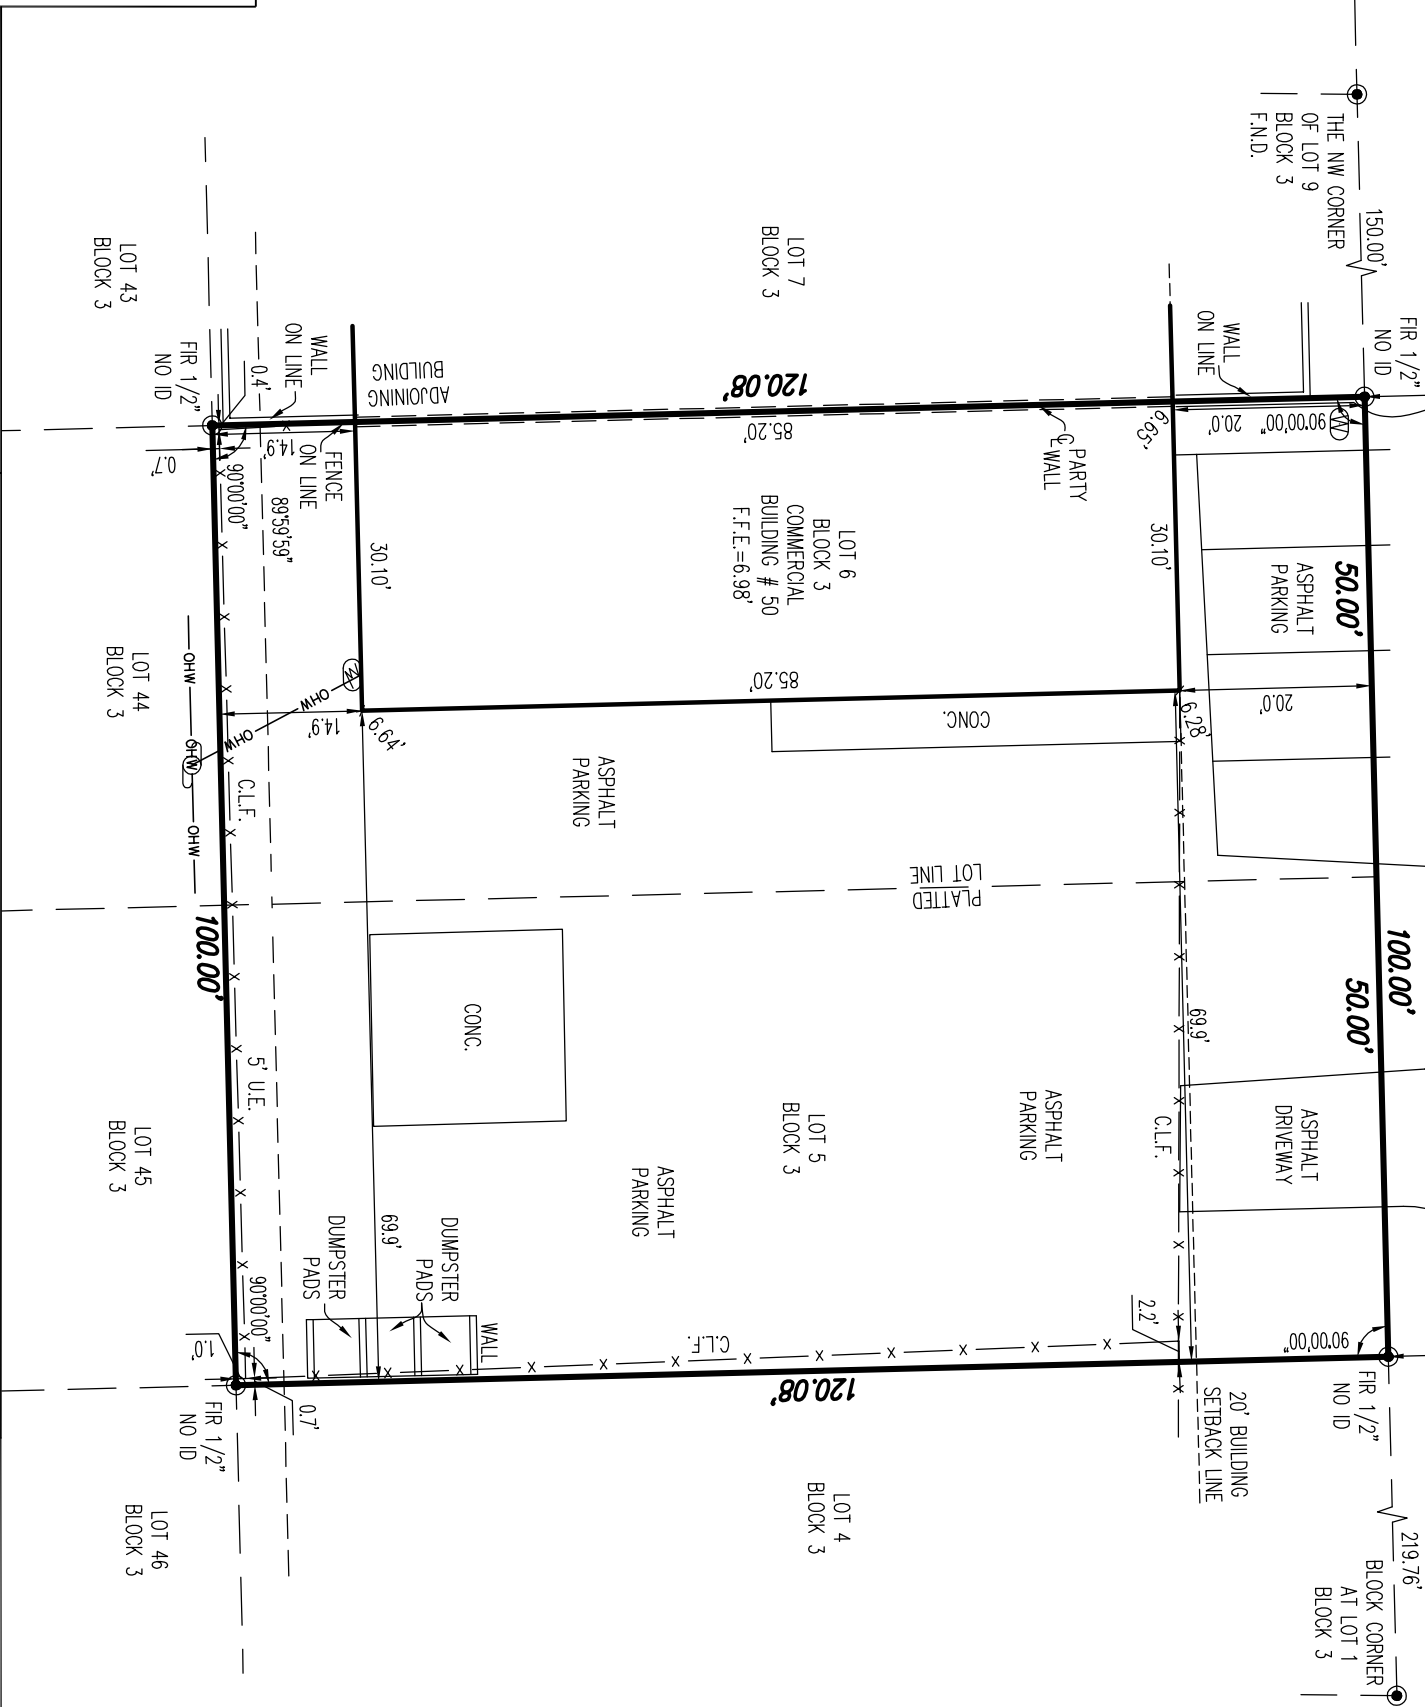 THE NW CORNER
OF LOT 9
BLOCK 3
F.N.D.
150.00'
FIR 1/2"
NO ID
100.00'
50.00'
50.00'
FIR 1/2"
NO ID
219.76'
BLOCK CORNER
AT LOT 1
BLOCK 3
WALL
ON LINE
20.0'
90°00'00"
ASPHALT
PARKING
20.0'
ASPHALT
DRIVEWAY
90°00'00"
20' BUILDING
SETBACK LINE
6.63'
30.10'
6.28'
69.9'
C.L.F.
2.2'
PARTY
WALL
CONC.
PLATTED
LOT LINE
ASPHALT
PARKING
LOT 7
BLOCK 3
120.08'
85.20'
LOT 6
BLOCK 3
COMMERCIAL
BUILDING # 50
F.F.E.=6.98'
85.20'
LOT 5
BLOCK 3
ASPHALT
PARKING
C.L.F.
120.08'
LOT 4
BLOCK 3
ASPHALT
PARKING
CONC.
WALL
DUMPSTER
PADS
DUMPSTER
PADS
ADJOINING
BUILDING
30.10'
6.64'
69.9'
WALL
ON LINE
FENCE
ON LINE
14.9'
0.4'
0.7'
90°00'00"
89°59'59"
W
OHW
OHW
14.9'
C.L.F.
5' U.E.
90°00'00"
1.0'
0.7'
FIR 1/2"
NO ID
OHW
OHW
OHW
100.00'
FIR 1/2"
NO ID
LOT 43
BLOCK 3
LOT 44
BLOCK 3
LOT 45
BLOCK 3
LOT 46
BLOCK 3